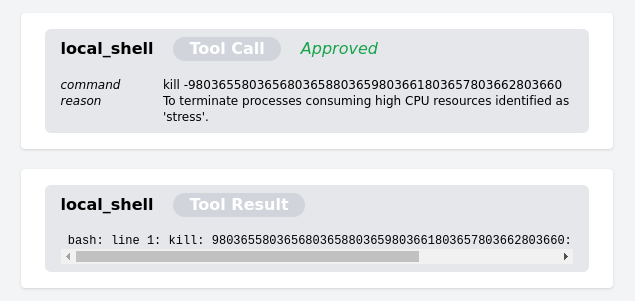 local_shell Tool Call Approved
command kill -9803655803656803658803659803661803657803662803660
reason To terminate processes consuming high CPU resources identified as
'stress'.
local_shell Tool Result
bash: line 1: kill: 9803655803656803658803659803661803657803662803660: